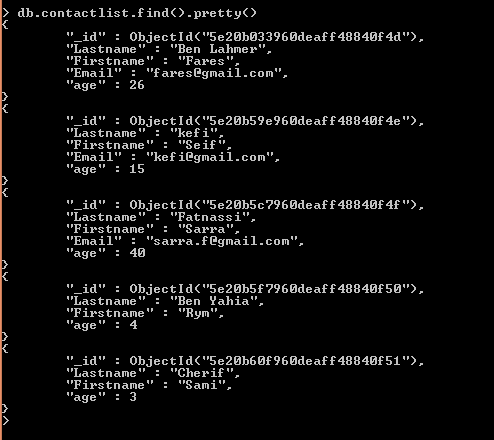 > db.contactlist.find().pretty()
{
"_id" : ObjectId("5e20b033960deaff48840f4d"),
"Lastname" : "Ben Lahmer",
"Firstname" : "Fares",
"Email" : "fares@gmail.com",
"age" : 26
}
{
"_id" : ObjectId("5e20b59e960deaff48840f4e"),
"Lastname" : "kefi",
"Firstname" : "Seif",
"Email" : "kefi@gmail.com",
"age" : 15
}
{
"_id" : ObjectId("5e20b5c7960deaff48840f4f"),
"Lastname" : "Fatnassi",
"Firstname" : "Sarra",
"Email" : "sarra.f@gmail.com",
"age" : 40
}
{
"_id" : ObjectId("5e20b5f7960deaff48840f50"),
"Lastname" : "Ben Yahia",
"Firstname" : "Rym",
"age" : 4
}
{
"_id" : ObjectId("5e20b60f960deaff48840f51"),
"Lastname" : "Cherif",
"Firstname" : "Sami",
"age" : 3
}
>